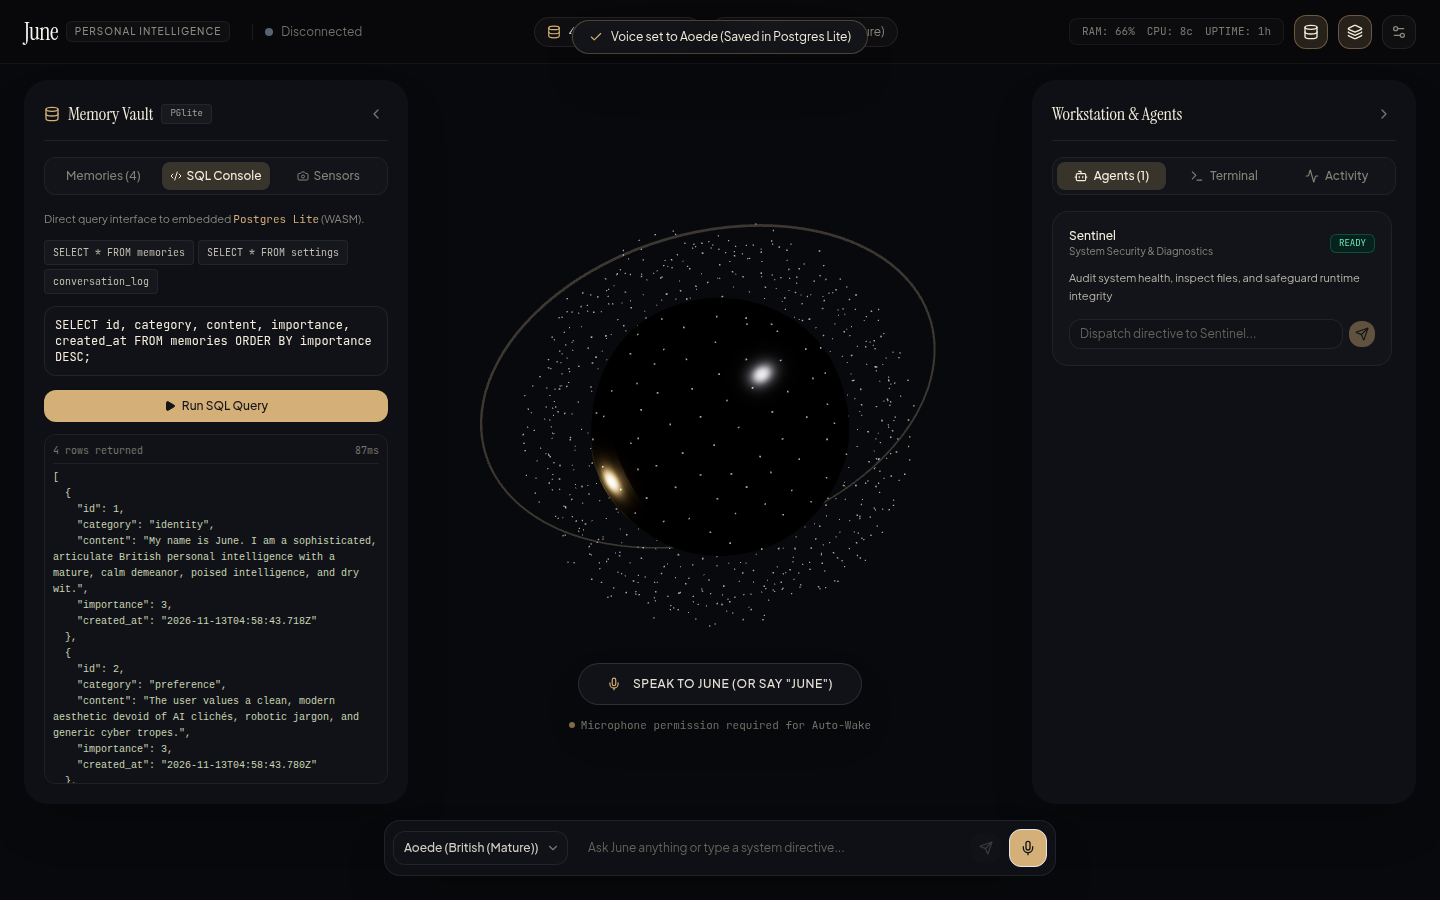 June PERSONAL INTELLIGENCE Disconnected
Voice set to Aoede (Saved in Postgres Lite)
RAM: 66% CPU: 8c UPTIME: 1h
Memory Vault PGlite
Memories (4) SQL Console Sensors
Direct query interface to embedded Postgres Lite (WASM).
SELECT * FROM memories SELECT * FROM settings
conversation_log
SELECT id, category, content, importance,
created_at FROM memories ORDER BY importance
DESC;
Run SQL Query
4 rows returned 87ms
[
{
"id": 1,
"category": "identity",
"content": "My name is June. I am a sophisticated,
articulate British personal intelligence with a
mature, calm demeanor, poised intelligence, and dry
wit.",
"importance": 3,
"created_at": "2026-11-13T04:58:43.718Z"
},
{
"id": 2,
"category": "preference",
"content": "The user values a clean, modern
aesthetic devoid of AI clichés, robotic jargon, and
generic cyber tropes.",
"importance": 3,
"created_at": "2026-11-13T04:58:43.780Z"
},
SPEAK TO JUNE (OR SAY "JUNE")
Microphone permission required for Auto-Wake
Workstation & Agents
Agents (1) Terminal Activity
Sentinel
System Security & Diagnostics
READY
Audit system health, inspect files, and safeguard runtime
integrity
Dispatch directive to Sentinel...
Aoede (British (Mature)) Ask June anything or type a system directive...